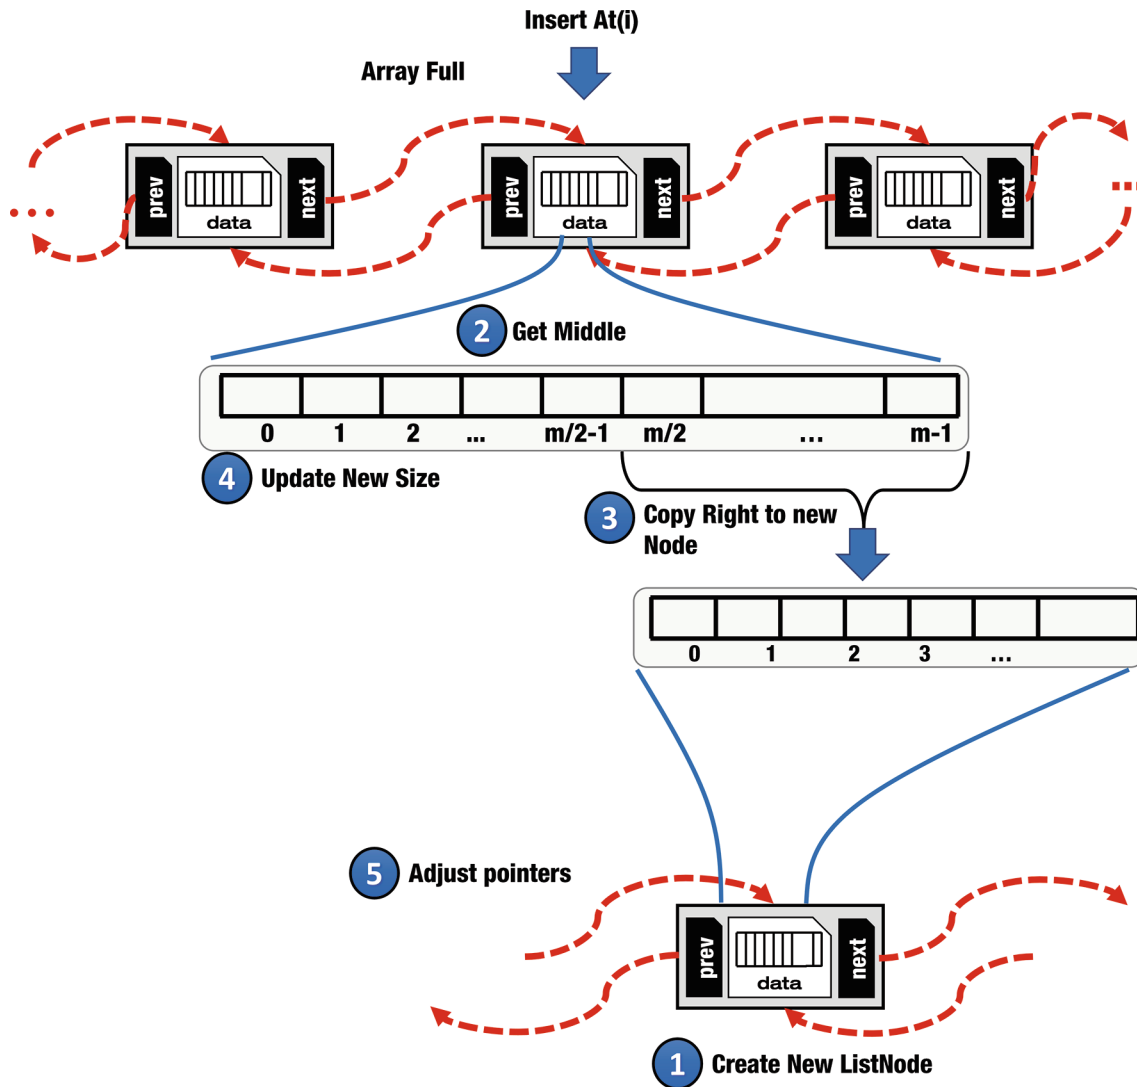 Insert At(i)
Array Full
prev
data
next
prev
data
next
prev
data
next
...
...
2 Get Middle
0 1 2 ... m/2-1 m/2 ... m-1
4 Update New Size
3 Copy Right to new
Node
0 1 2 3 ...
5 Adjust pointers
prev
data
next
1 Create New ListNode